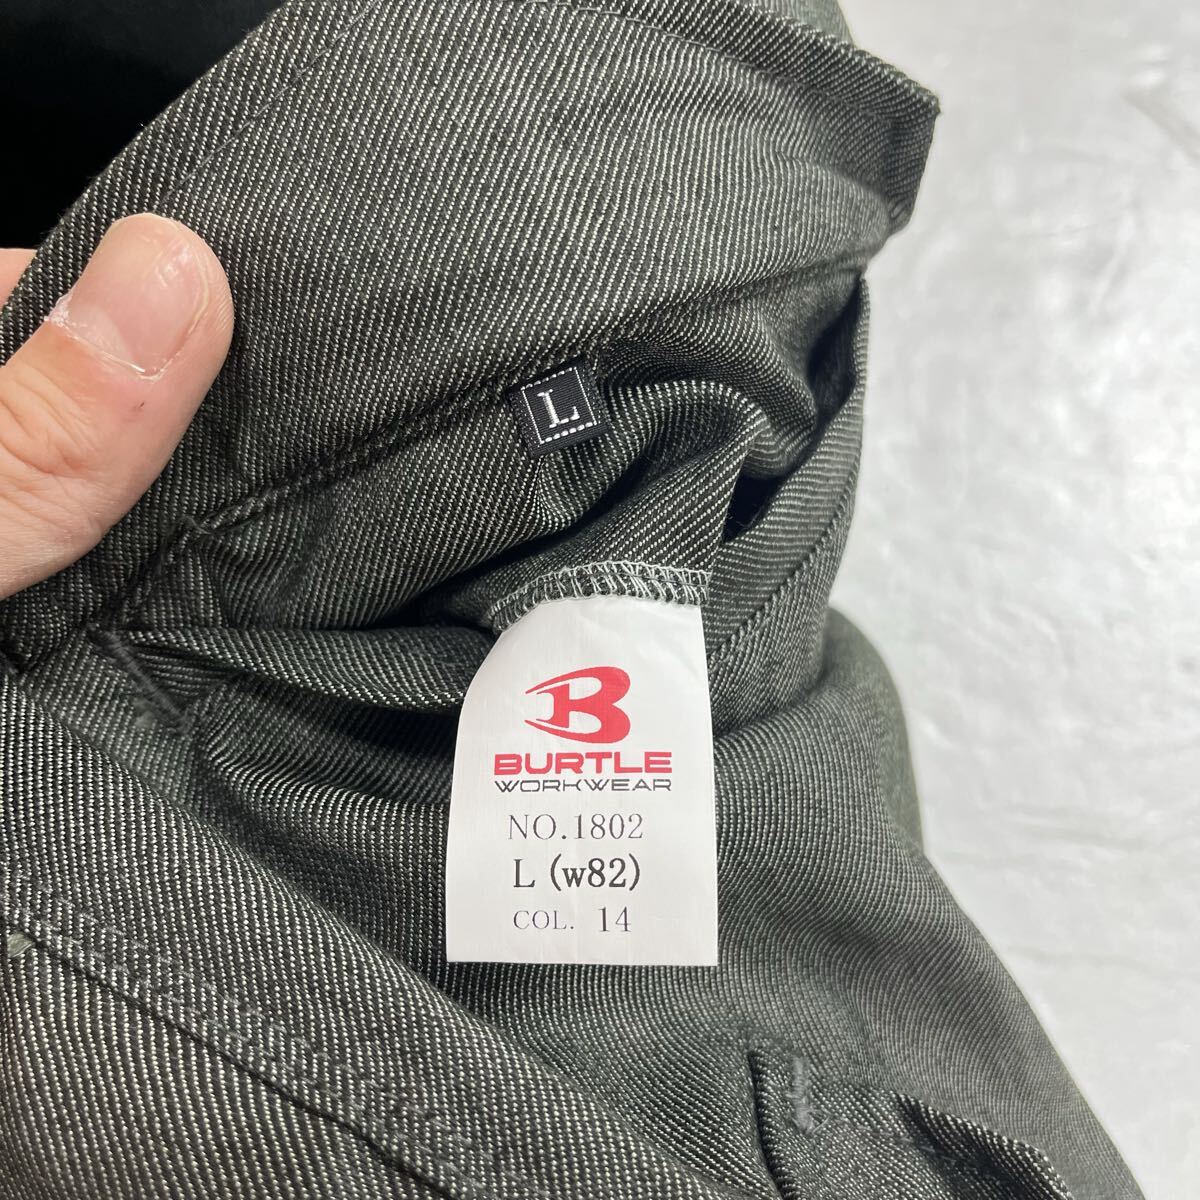 L
BURTLE
WORKWEAR
NO.1802
L (w82)
COL. 14